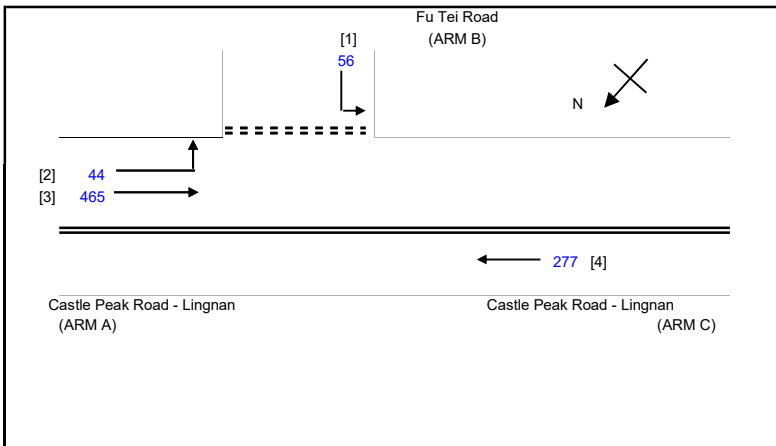 Fu Tei Road
[1] (ARM B)
56
N
[2] 44
[3] 465
277 [4]
Castle Peak Road - Lingnan Castle Peak Road - Lingnan
(ARM A) (ARM C)